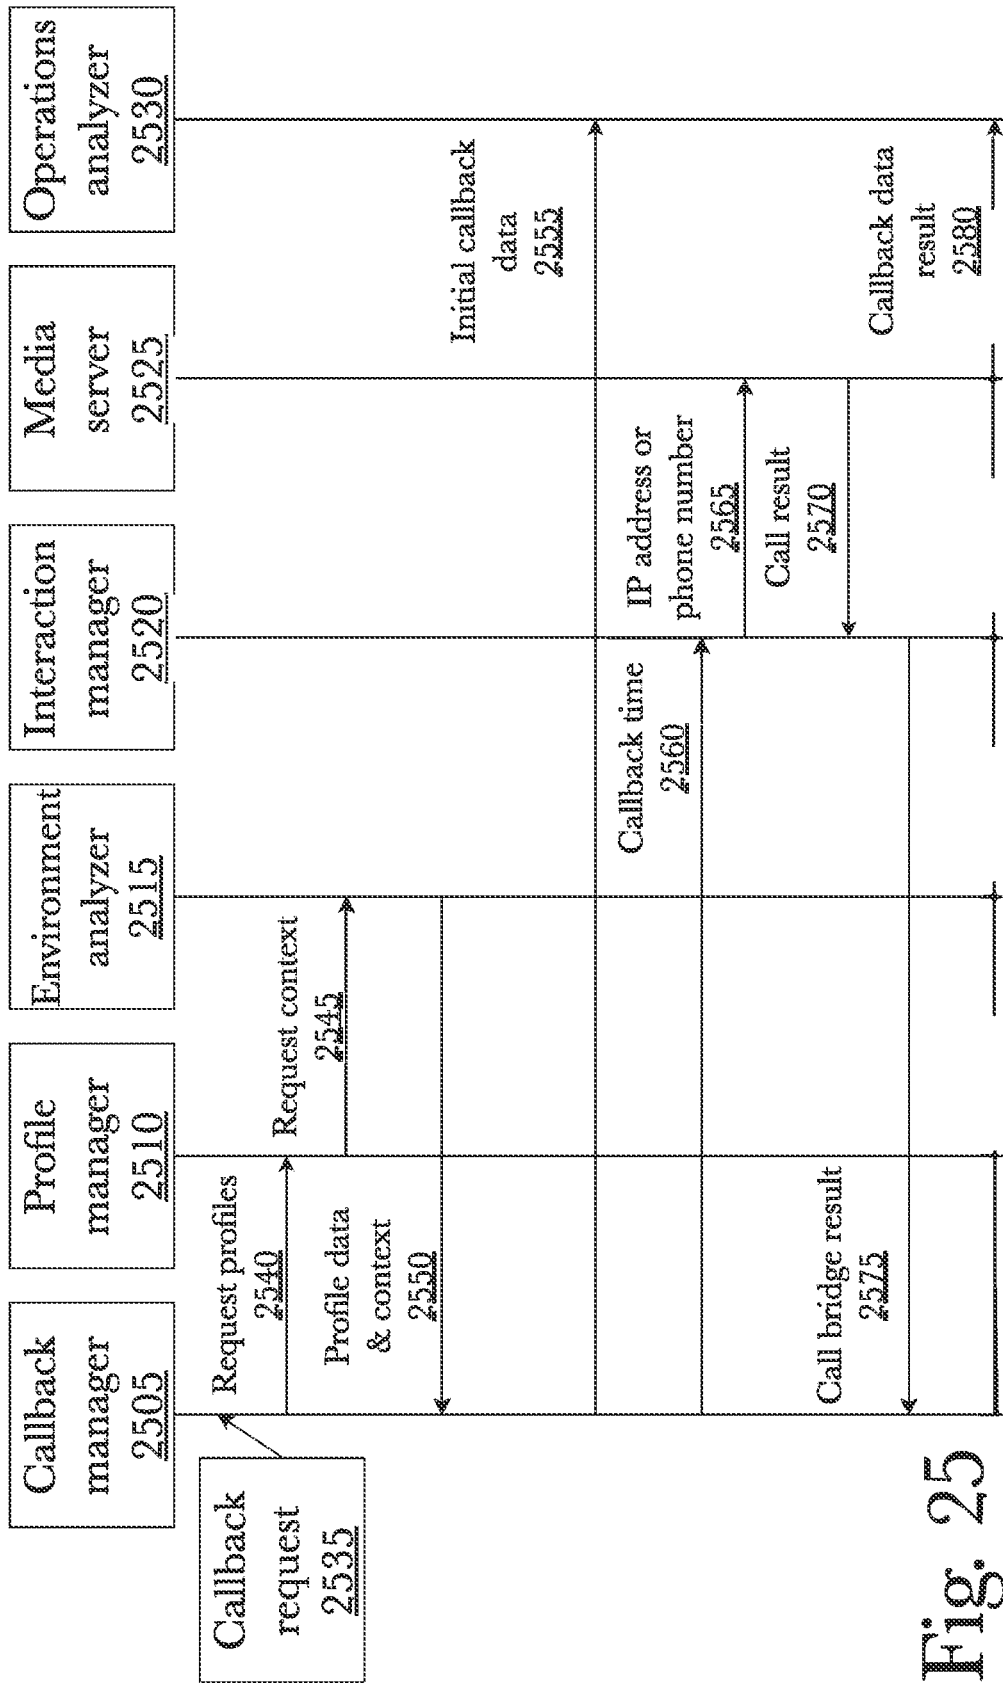 Callback
manager
2505
Profile
manager
2510
Environment
analyzer
2515
Interaction
manager
2520
Media
server
2525
Operations
analyzer
2530
Callback
request
2535
Request profiles
2540
Request context
2545
Profile data
& context
2550
Initial callback
data
2555
Callback time
2560
IP address or
phone number
2565
Call result
2570
Call bridge result
2575
Callback data
result
2580
Fig. 25